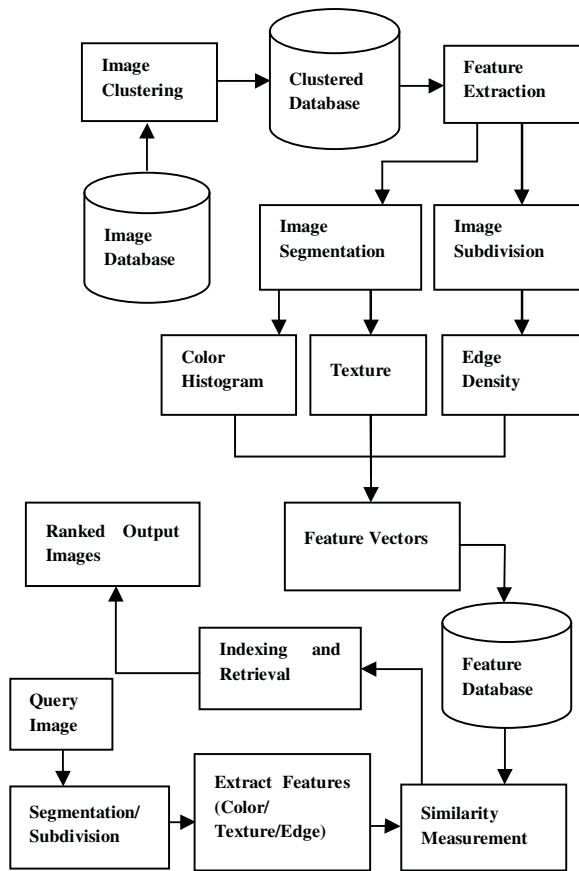 Image
Clustering
Clustered
Database
Feature
Extraction
Image
Database
Image
Segmentation
Image
Subdivision
Color
Histogram
Texture
Edge
Density
Ranked Output
Images
Feature Vectors
Indexing and
Retrieval
Feature
Database
Query
Image
Segmentation/
Subdivision
Extract Features
(Color/
Texture/Edge)
Similarity
Measurement